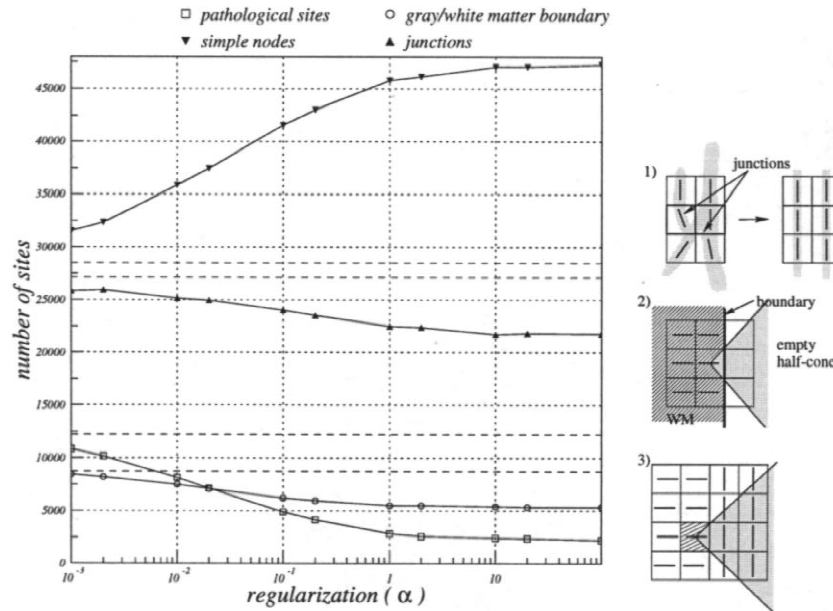 pathological sites
gray/white matter boundary
simple nodes
junctions
number of sites
45000
40000
35000
30000
25000
20000
15000
10000
5000
0
10⁻³
10⁻²
10⁻¹
1
10
regularization ( α )
1)
junctions
2)
boundary
empty
half-cone
WM
3)